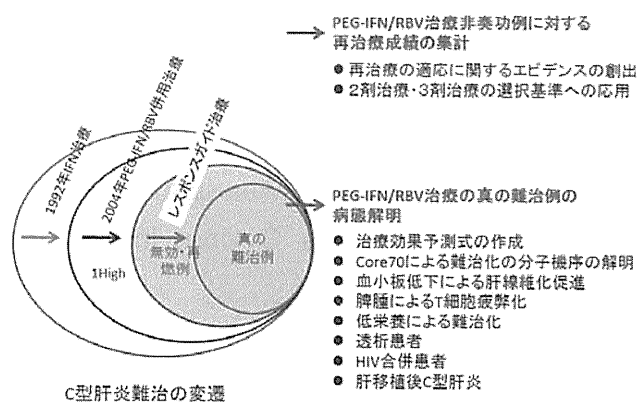 PEG-IFN/RBV治療非奏功例に対する
再治療成績の集計
● 再治療の適応に関するエビデンスの創出
● 2剤治療・3剤治療の選択基準への応用
1992年IFN治療
2004年PEG-IFN/RBV併用治療
レスポンスガイド治療
1High
無効・再
燃例
真の
難治例
PEG-IFN/RBV治療の真の難治例の
病態解明
● 治療効果予測式の作成
● Core70による難治化の分子機序の解明
● 血小板低下による肝線維化促進
● 脾腫によるT細胞疲弊化
● 低栄養による難治化
● 透析患者
● HIV合併患者
● 肝移植後C型肝炎
C型肝炎難治の変遷